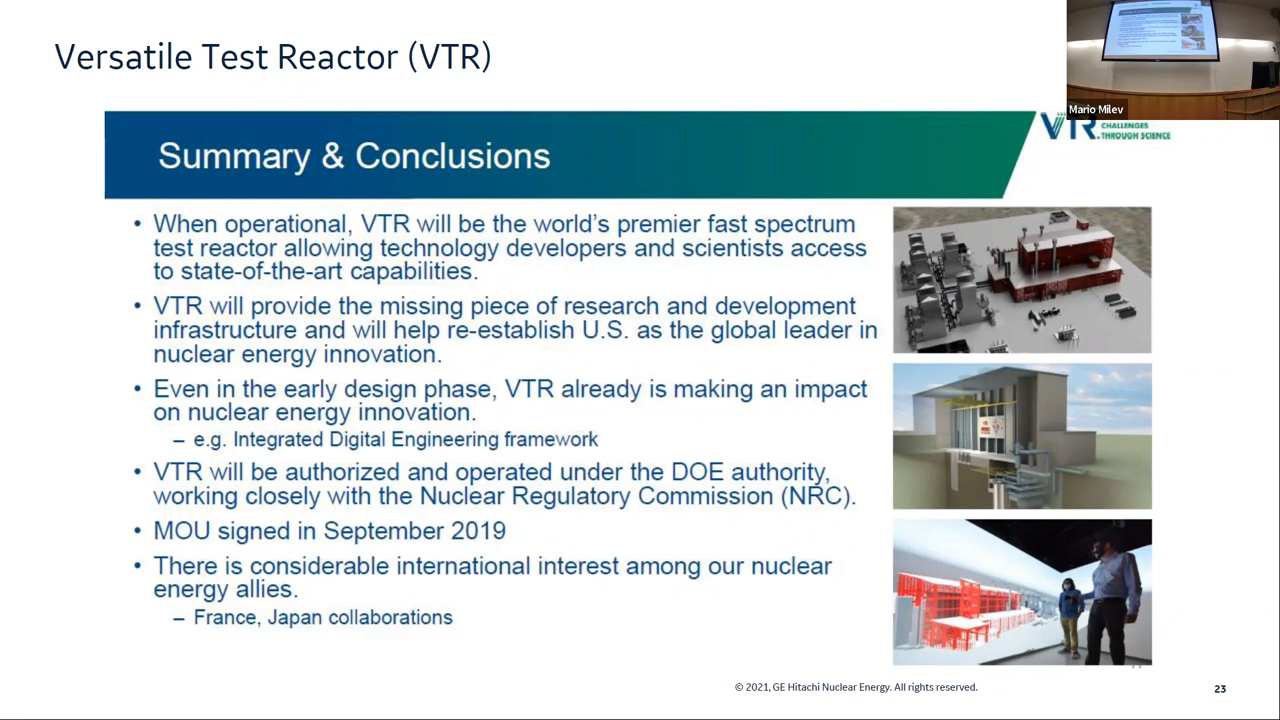 Versatile Test Reactor (VTR)
Mario Milev
VTR
CHALLENGES
THROUGH SCIENCE
Summary & Conclusions
• When operational, VTR will be the world's premier fast spectrum
test reactor allowing technology developers and scientists access
to state-of-the-art capabilities.
• VTR will provide the missing piece of research and development
infrastructure and will help re-establish U.S. as the global leader in
nuclear energy innovation.
• Even in the early design phase, VTR already is making an impact
on nuclear energy innovation.
– e.g. Integrated Digital Engineering framework
• VTR will be authorized and operated under the DOE authority,
working closely with the Nuclear Regulatory Commission (NRC).
• MOU signed in September 2019
• There is considerable international interest among our nuclear
energy allies.
– France, Japan collaborations
© 2021, GE Hitachi Nuclear Energy. All rights reserved.
23